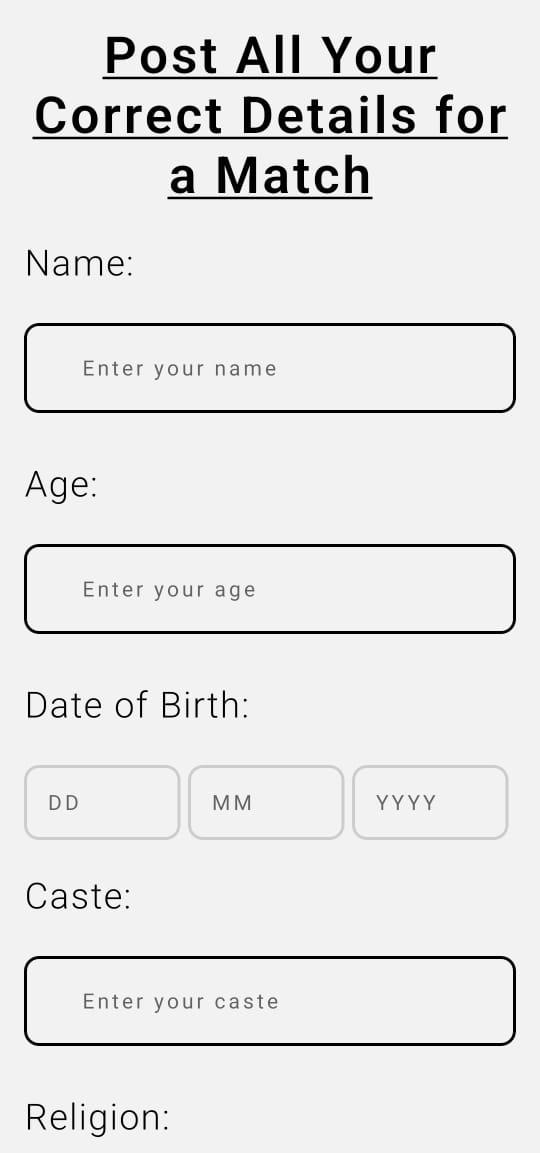 Post All Your
Correct Details for
a Match
Name:
Enter your name
Age:
Enter your age
Date of Birth:
DD MM YYYY
Caste:
Enter your caste
Religion: